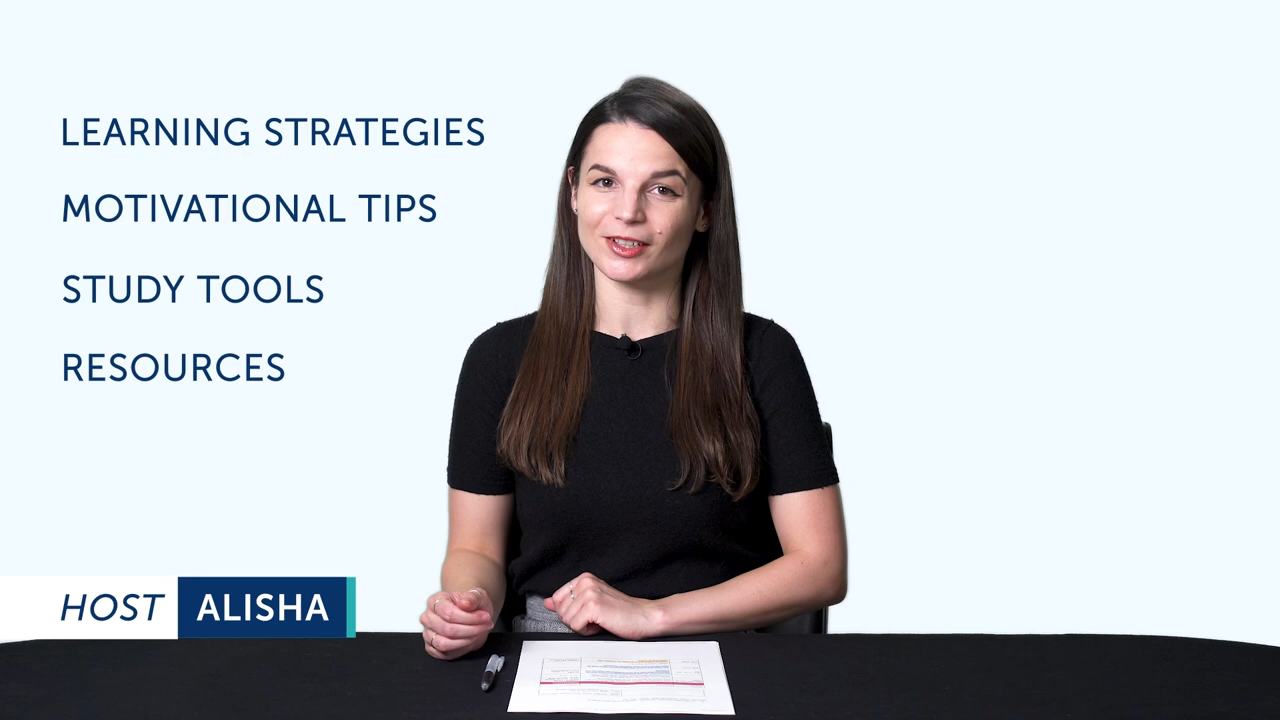 LEARNING STRATEGIES
MOTIVATIONAL TIPS
STUDY TOOLS
RESOURCES
HOST ALISHA